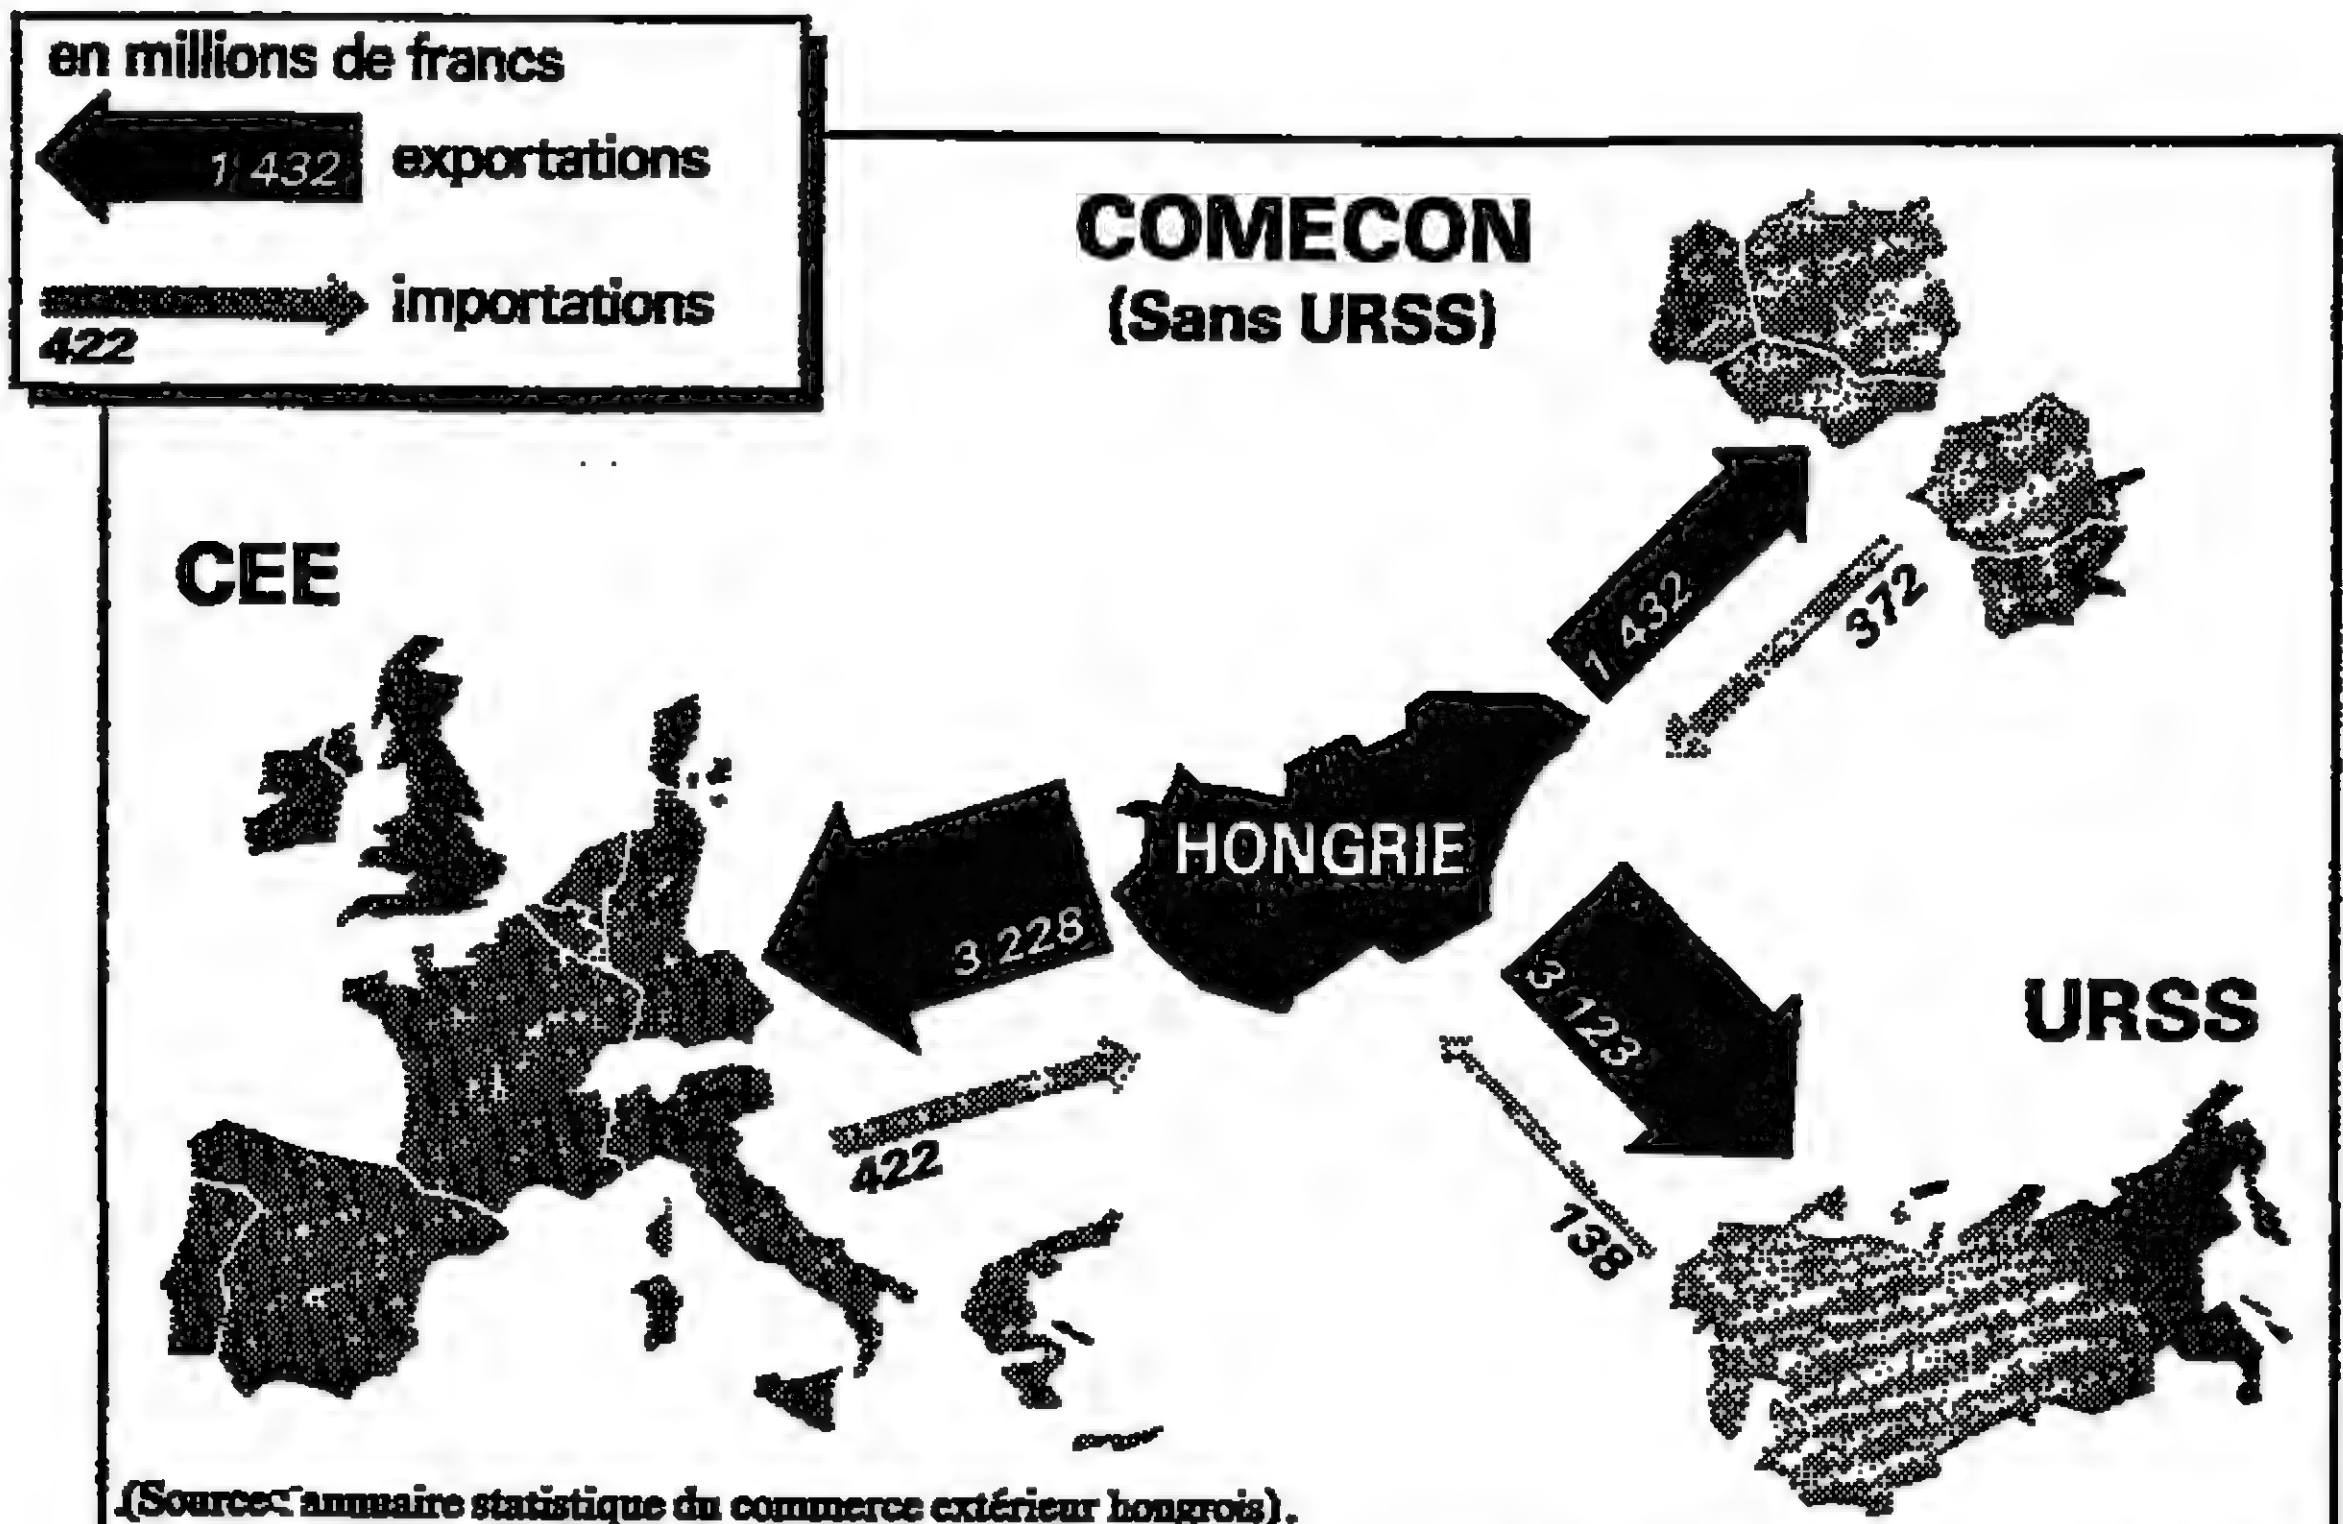 en millions de francs
1 432 exportations
importations
422
COMECON
(Sans URSS)
CEE
1 432
372
HONGRIE
3 228
3 123
URSS
422
138
(Source: annuaire statistique du commerce extérieur hongrois).